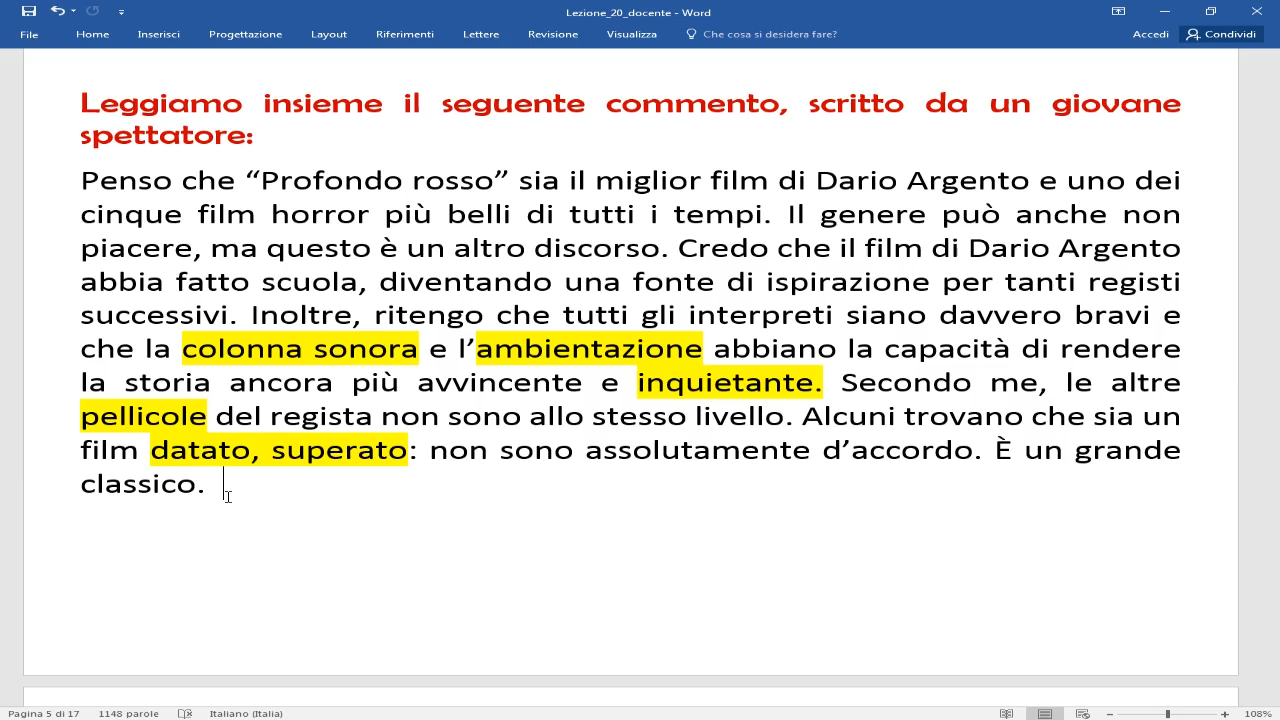 Lezione_20_docente - Word
File Home Inserisci Progettazione Layout Riferimenti Lettere Revisione Visualizza Che cosa si desidera fare? Accedi Condividi
Leggiamo insieme il seguente commento, scritto da un giovane
spettatore:
Penso che “Profondo rosso” sia il miglior film di Dario Argento e uno dei
cinque film horror più belli di tutti i tempi. Il genere può anche non
piacere, ma questo è un altro discorso. Credo che il film di Dario Argento
abbia fatto scuola, diventando una fonte di ispirazione per tanti registi
successivi. Inoltre, ritengo che tutti gli interpreti siano davvero bravi e
che la colonna sonora e l’ambientazione abbiano la capacità di rendere
la storia ancora più avvincente e inquietante. Secondo me, le altre
pellicole del regista non sono allo stesso livello. Alcuni trovano che sia un
film datato, superato: non sono assolutamente d’accordo. È un grande
classico.
Pagina 5 di 17 1148 parole Italiano (Italia) 108%